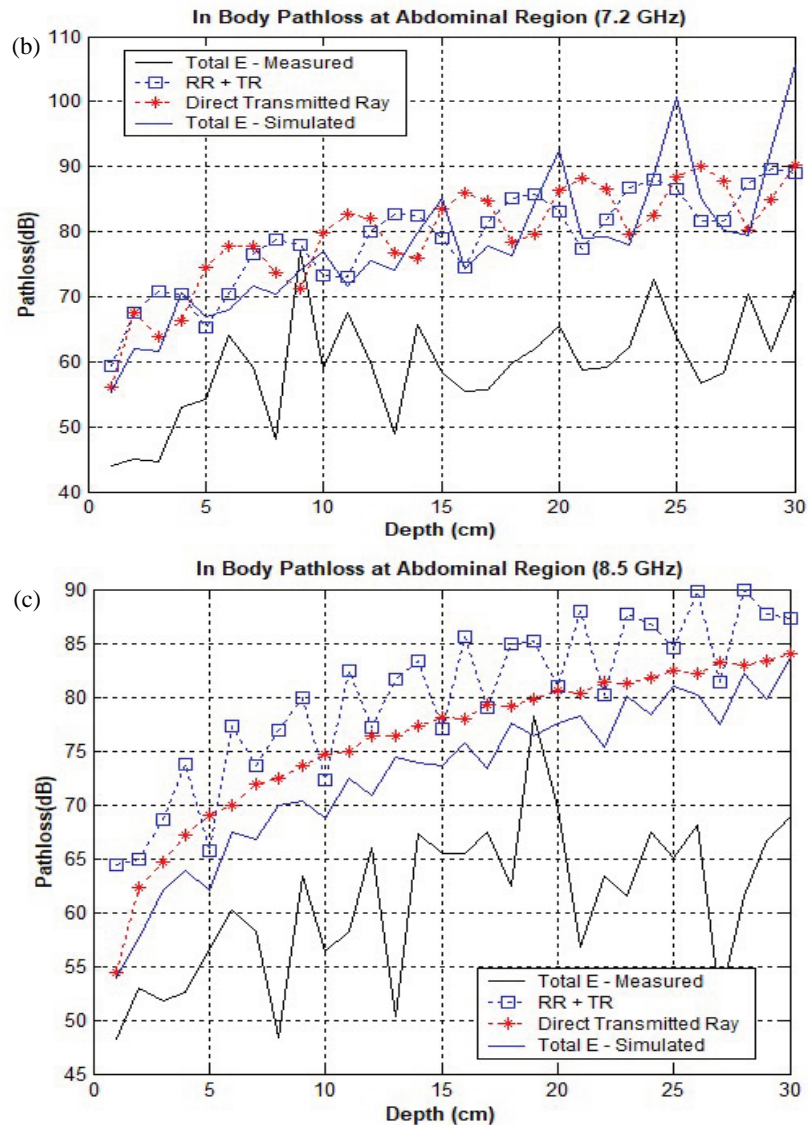 (b)
In Body Pathloss at Abdominal Region (7.2 GHz)
110
100
90
80
70
60
50
40
Pathloss(dB)
Total E - Measured
RR + TR
Direct Transmitted Ray
Total E - Simulated
0 5 10 15 20 25 30
Depth (cm)
(c)
In Body Pathloss at Abdominal Region (8.5 GHz)
90
85
80
75
70
65
60
55
50
45
Pathloss(dB)
Total E - Measured
RR + TR
Direct Transmitted Ray
Total E - Simulated
0 5 10 15 20 25 30
Depth (cm)